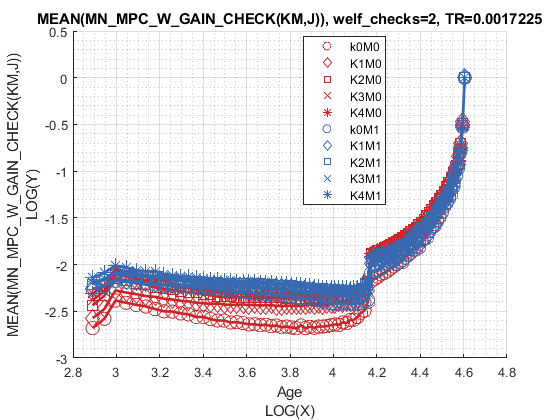 MEAN(MN_MPC_W_GAIN_CHECK(KM,J)), welf_checks=2, TR=0.0017225
MEAN(MN_MPC_W_GAIN_CHECK(KM,J))
LOG(Y)
0.5
0
-0.5
-1
-1.5
-2
-2.5
-3
k0M0
K1M0
K2M0
K3M0
K4M0
k0M1
K1M1
K2M1
K3M1
K4M1
2.8 3 3.2 3.4 3.6 3.8 4 4.2 4.4 4.6 4.8
Age
LOG(X)